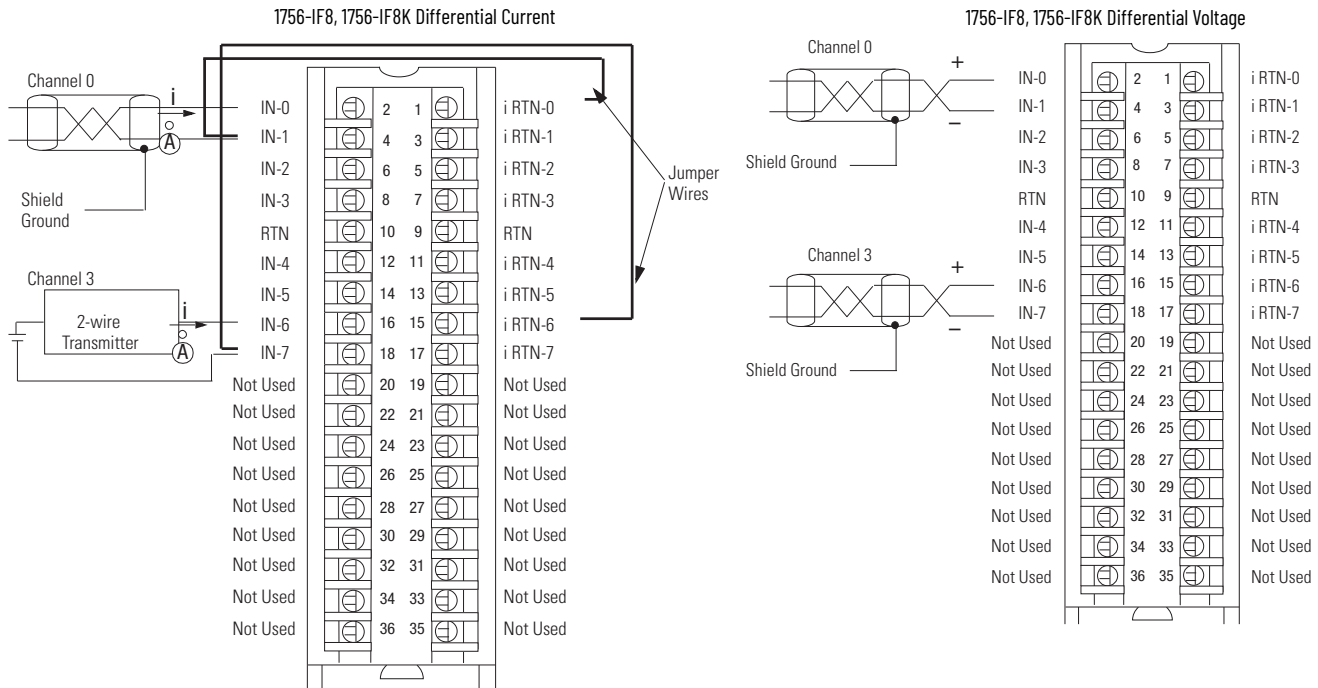 1756-IF8, 1756-IF8K Differential Current
Channel 0
i
A
Shield
Ground
Channel 3
2-wire
Transmitter
i
A
Jumper
Wires
IN-0 2 1 i RTN-0
IN-1 4 3 i RTN-1
IN-2 6 5 i RTN-2
IN-3 8 7 i RTN-3
RTN 10 9 RTN
IN-4 12 11 i RTN-4
IN-5 14 13 i RTN-5
IN-6 16 15 i RTN-6
IN-7 18 17 i RTN-7
Not Used 20 19 Not Used
Not Used 22 21 Not Used
Not Used 24 23 Not Used
Not Used 26 25 Not Used
Not Used 28 27 Not Used
Not Used 30 29 Not Used
Not Used 32 31 Not Used
Not Used 34 33 Not Used
Not Used 36 35 Not Used
1756-IF8, 1756-IF8K Differential Voltage
Channel 0
+
–
Shield Ground
Channel 3
+
–
Shield Ground
IN-0 2 1 i RTN-0
IN-1 4 3 i RTN-1
IN-2 6 5 i RTN-2
IN-3 8 7 i RTN-3
RTN 10 9 RTN
IN-4 12 11 i RTN-4
IN-5 14 13 i RTN-5
IN-6 16 15 i RTN-6
IN-7 18 17 i RTN-7
Not Used 20 19 Not Used
Not Used 22 21 Not Used
Not Used 24 23 Not Used
Not Used 26 25 Not Used
Not Used 28 27 Not Used
Not Used 30 29 Not Used
Not Used 32 31 Not Used
Not Used 34 33 Not Used
Not Used 36 35 Not Used